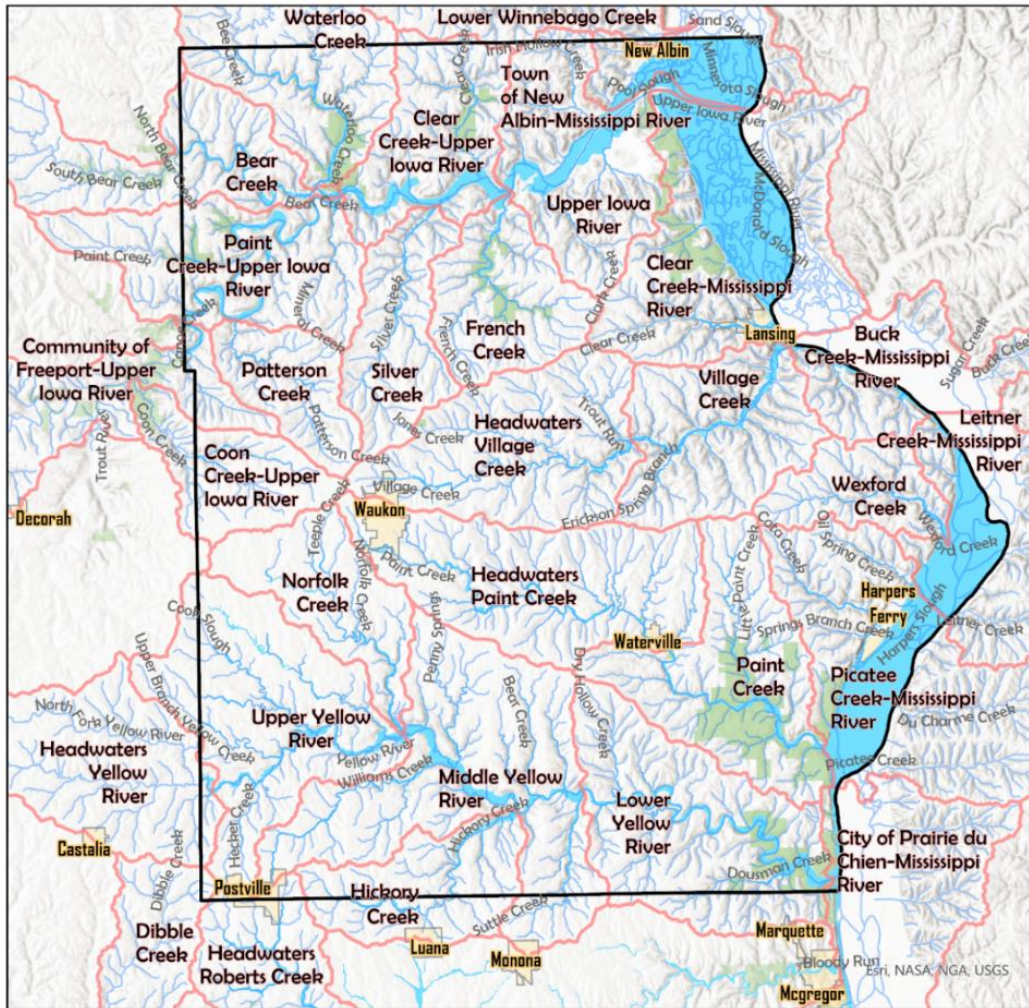 Waterloo
Creek
Lower Winnebago Creek
Sand Slough
Bee Creek
Clear Creek
Irish Hollow Creek
New Albin
Minnesota Slough
Pool Slough
Town
of New
Albin-Mississippi River
Upper Iowa River
Waterloo Creek
Clear
Creek-Upper
Iowa River
North Bear Creek
South Bear Creek
Bear
Creek
Bear Creek
Mississippi River
McDonald Slough
Upper Iowa
River
Paint Creek
Paint
Creek-Upper Iowa
River
Mineral Creek
Silver Creek
Clark Creek
Clear
Creek-Mississippi
River
Canoe Creek
French
Creek
French Creek
Clear Creek
Lansing
Buck
Creek-Mississippi
River
Sugar Creek
Buck Creek
Community of
Freeport-Upper
Iowa River
Patterson
Creek
Silver
Creek
Village
Creek
Leitner
Creek-Mississippi
River
Coon Creek
Trout Run
Patterson Creek
Jones Creek
Headwaters
Village
Creek
Trout Run
Coon
Creek-Upper
Iowa River
Village Creek
Erickson Spring Branch
Wexford
Creek
Wexford Creek
Decorah
Waukon
Teeple Creek
Norfolk Creek
Paint Creek
Little Paint Creek
Cota Creek
Oil Spring Creek
Norfolk
Creek
Headwaters
Paint Creek
Harpers
Ferry
Penny Springs
Waterville
Springs Branch Creek
Harpers Slough
Leitner Creek
Cook Slough
Upper Branch Yellow Creek
Dry Hollow Creek
Bear Creek
Paint
Creek
Picatee
Creek-Mississippi
River
Du Charme Creek
North Fork Yellow River
Headwaters
Yellow
River
Upper Yellow
River
Yellow River
Williams Creek
Picates Creek
Middle Yellow
River
Hickory Creek
Lower
Yellow
River
Castalia
Dibble Creek
Hecker Creek
Dousman Creek
City of Prairie du
Chien-Mississippi
River
Postville
Hickory
Creek
Suttle Creek
Dibble
Creek
Headwaters
Roberts Creek
Luana
Monona
Marquette
Bloody Run
Esri, NASA, NGA, USGS
Mcgregor